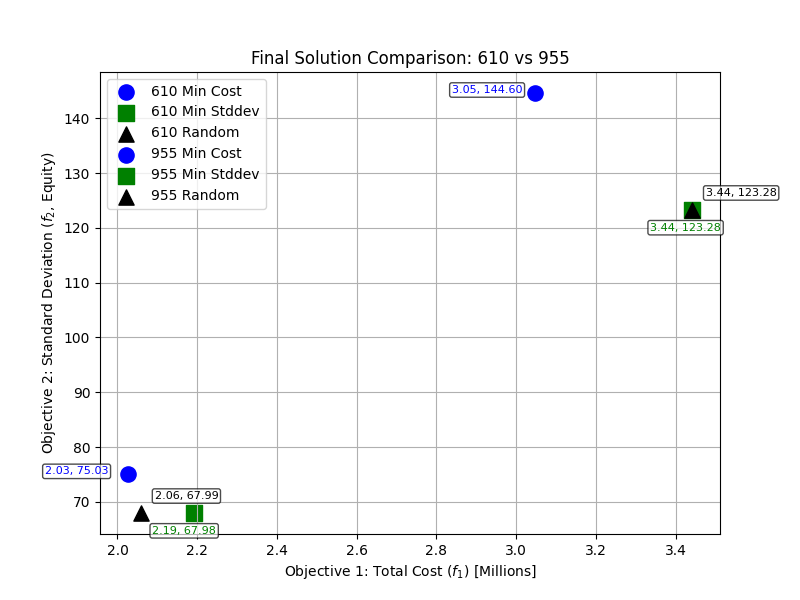 Final Solution Comparison: 610 vs 955
610 Min Cost
610 Min Stddev
610 Random
955 Min Cost
955 Min Stddev
955 Random
3.05, 144.60
3.44, 123.28
3.44, 123.28
2.03, 75.03
2.06, 67.99
2.19, 67.98
Objective 2: Standard Deviation (f₂, Equity)
140
130
120
110
100
90
80
70
2.0 2.2 2.4 2.6 2.8 3.0 3.2 3.4
Objective 1: Total Cost (f₁) [Millions]